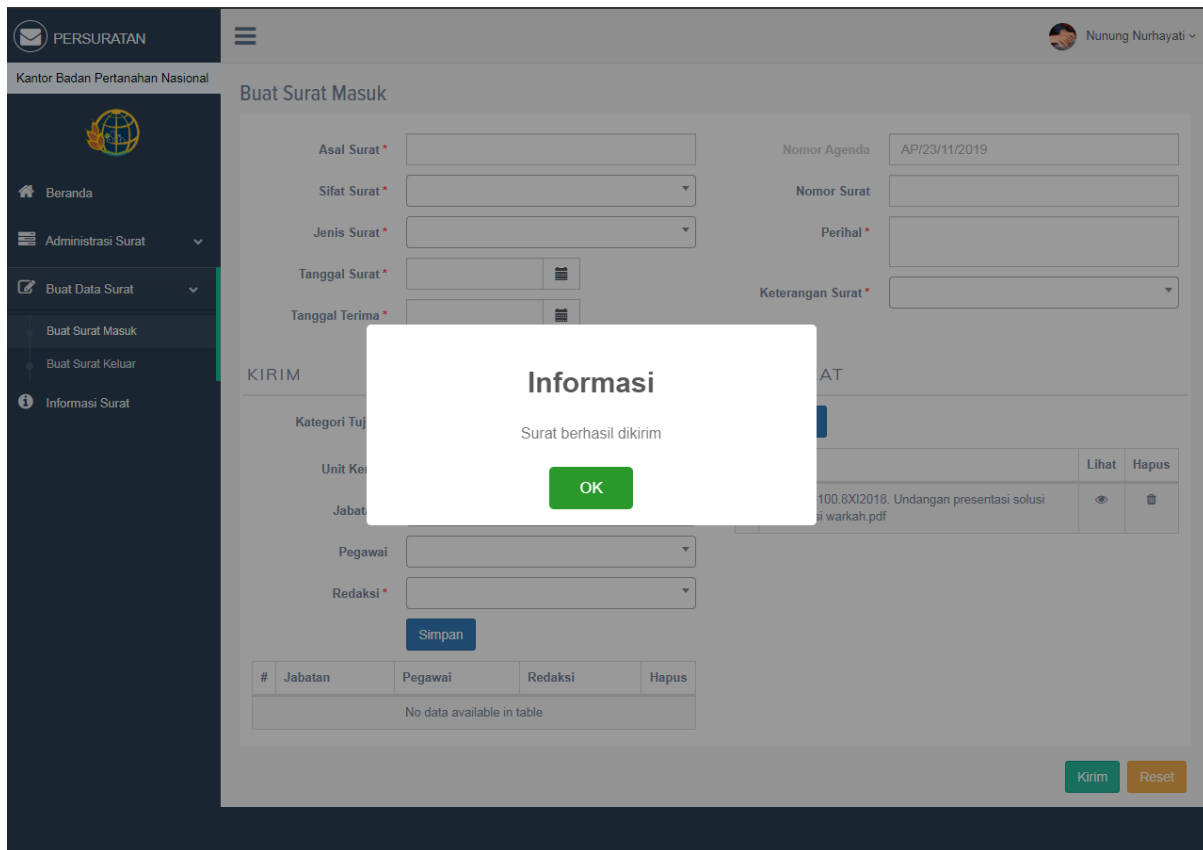 PERSURATAN
Nunung Nurhayati
Kantor Badan Pertanahan Nasional
Buat Surat Masuk
Beranda
Administrasi Surat
Buat Data Surat
Buat Surat Masuk
Buat Surat Keluar
Informasi Surat
Asal Surat *
Sifat Surat *
Jenis Surat *
Tanggal Surat *
Tanggal Terima *
Nomor Agenda AP/23/11/2019
Nomor Surat
Perihal *
Keterangan Surat *
KIRIM
AT
Informasi
Surat berhasil dikirim
OK
Kategori Tuj
Unit Ke
Jabat
Pegawai
Redaksi *
Simpan
# Jabatan Pegawai Redaksi Hapus
No data available in table
Lihat Hapus
100.8XI2018. Undangan presentasi solusi
si warkah.pdf
Kirim Reset